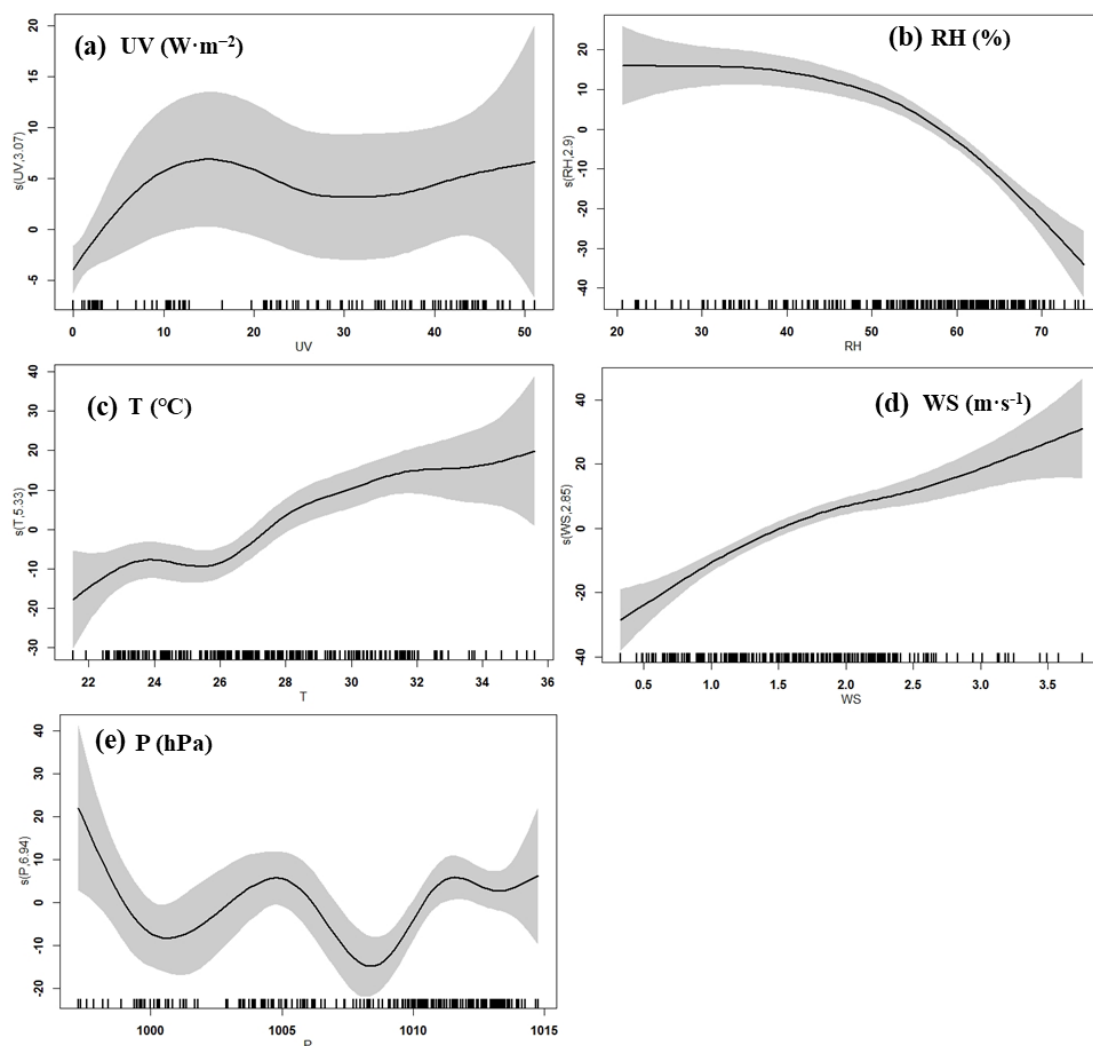 (a) UV (W·m⁻²)
s(UV,3.07)
20
15
10
5
0
-5
0 10 20 30 40 50
UV
(b) RH (%)
s(RH,2.9)
20
10
0
-10
-20
-30
-40
20 30 40 50 60 70
RH
(c) T (°C)
s(T,5.33)
40
30
20
10
0
-10
-20
-30
22 24 26 28 30 32 34 36
T
(d) WS (m·s⁻¹)
s(WS,2.85)
40
20
0
-20
-40
0.5 1.0 1.5 2.0 2.5 3.0 3.5
WS
(e) P (hPa)
s(P,6.94)
40
30
20
10
0
-10
-20
1000 1005 1010 1015